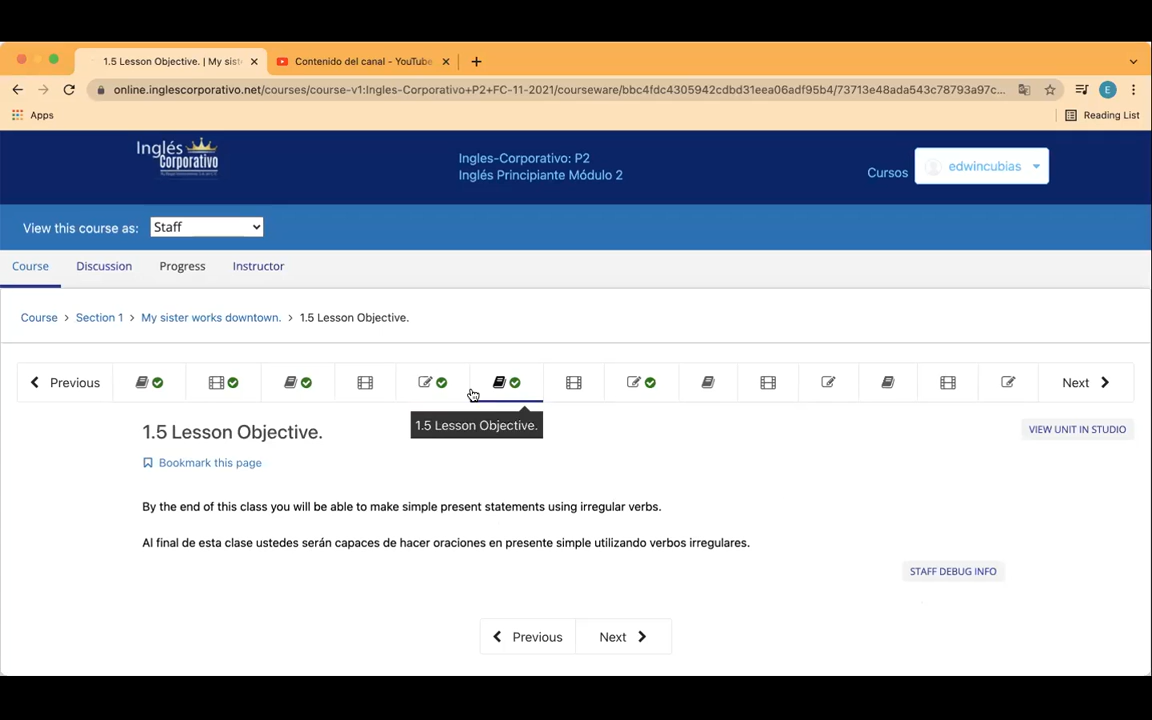 1.5 Lesson Objective. | My sist
Contenido del canal - YouTube
online.inglescorporativo.net/courses/course-v1:Ingles-Corporativo+P2+FC-11-2021/courseware/bbc4fdc4305942cdbd31eea06adf95b4/73713e48ada543c78793a97c...
E
Apps
Reading List
Inglés
Corporativo
Ingles-Corporativo: P2
Inglés Principiante Módulo 2
Cursos
edwincubias
View this course as:
Staff
Course
Discussion
Progress
Instructor
Course > Section 1 > My sister works downtown. > 1.5 Lesson Objective.
Previous
Next
1.5 Lesson Objective.
1.5 Lesson Objective.
VIEW UNIT IN STUDIO
Bookmark this page
By the end of this class you will be able to make simple present statements using irregular verbs.
Al final de esta clase ustedes serán capaces de hacer oraciones en presente simple utilizando verbos irregulares.
STAFF DEBUG INFO
Previous
Next